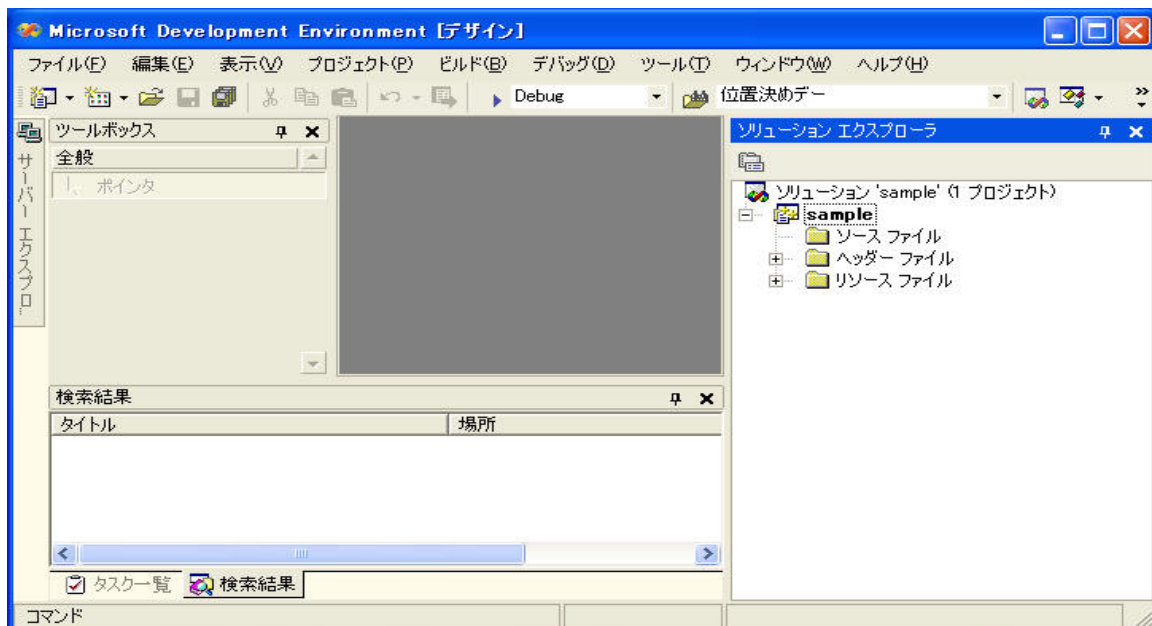 Microsoft Development Environment [デザイン]
ファイル(F) 編集(E) 表示(V) プロジェクト(P) ビルド(B) デバッグ(D) ツール(T) ウィンドウ(W) ヘルプ(H)
Debug 位置決めデー
サーバー エクスプロ...
ツールボックス
全般
ポインタ
ソリューション エクスプローラ
ソリューション 'sample' (1 プロジェクト)
sample
ソース ファイル
ヘッダー ファイル
リソース ファイル
検索結果
タイトル 場所
タスク一覧 検索結果
コマンド